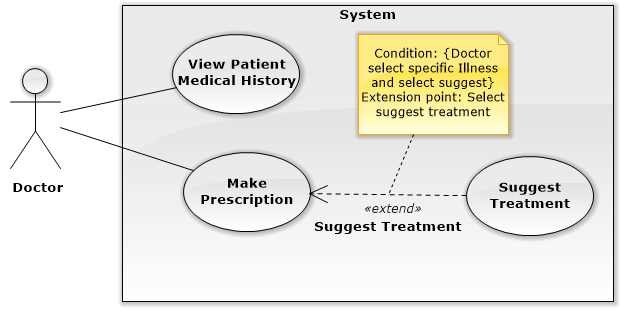 System
View Patient
Medical History
Condition: {Doctor
select specific Illness
and select suggest}
Extension point: Select
suggest treatment
Doctor
Make
Prescription
«extend»
Suggest Treatment
Suggest
Treatment